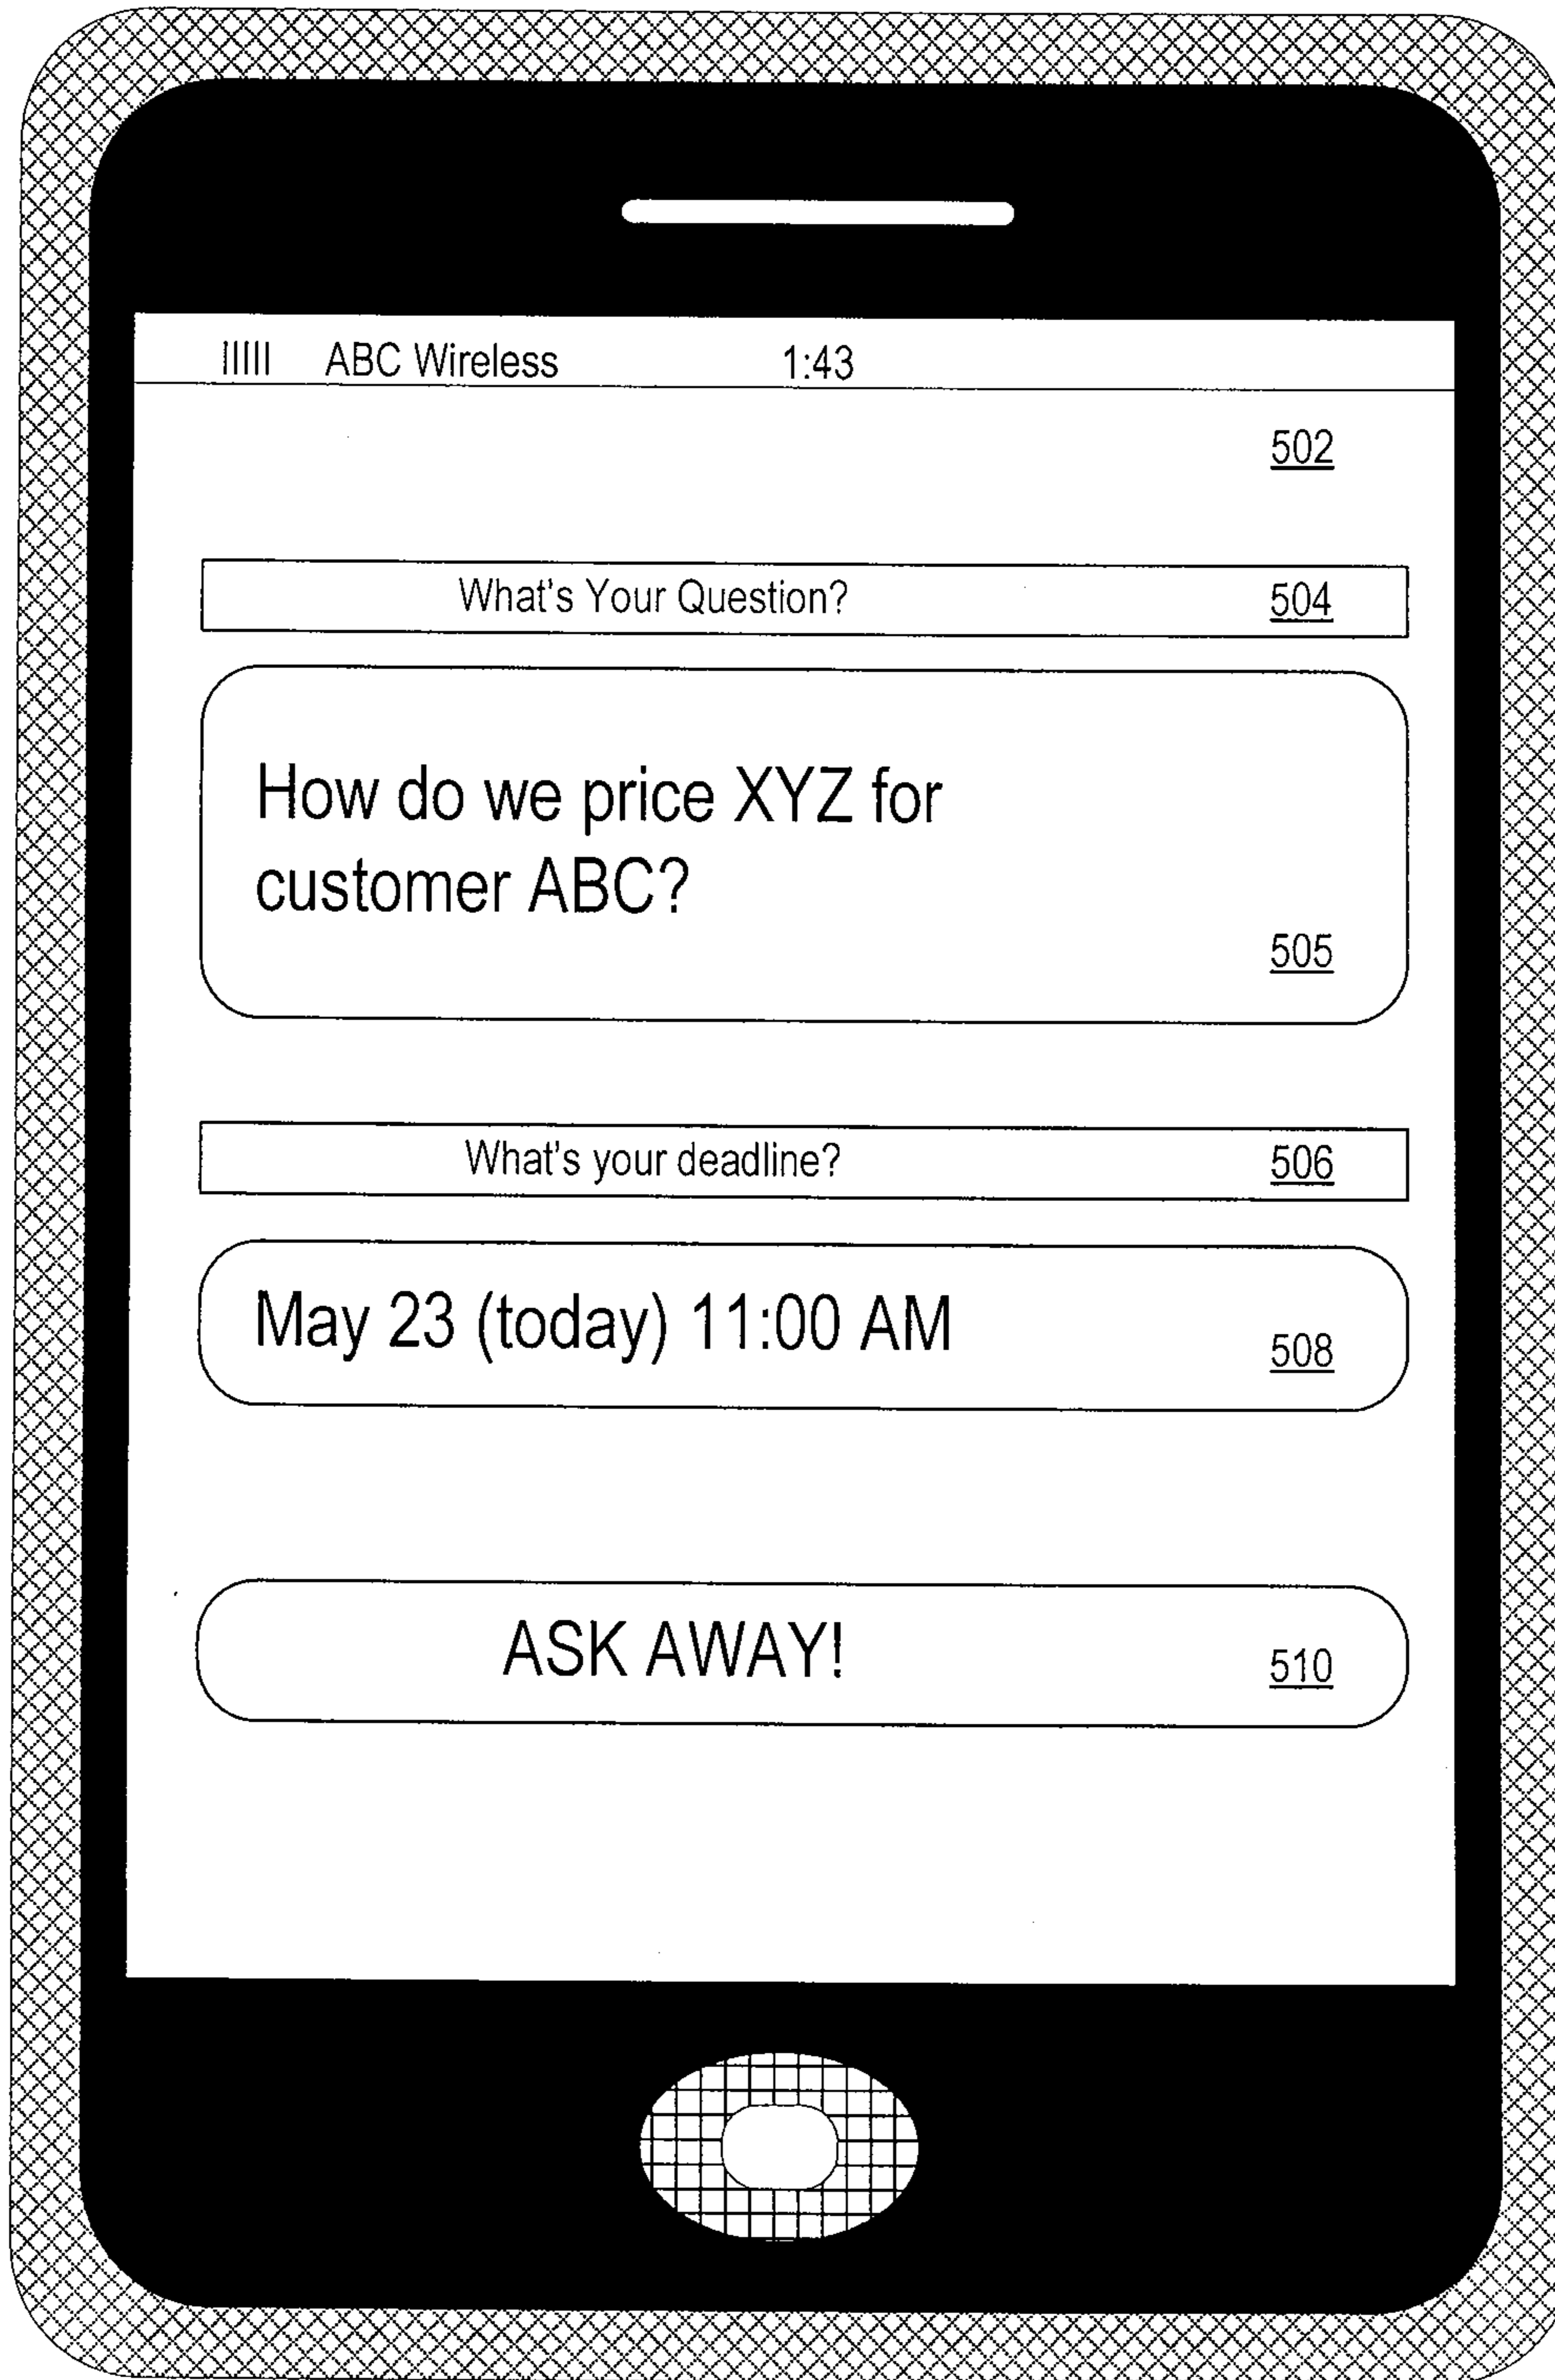 ABC Wireless 1:43
502
What's Your Question? 504
How do we price XYZ for
customer ABC?
505
What's your deadline? 506
May 23 (today) 11:00 AM 508
ASK AWAY! 510